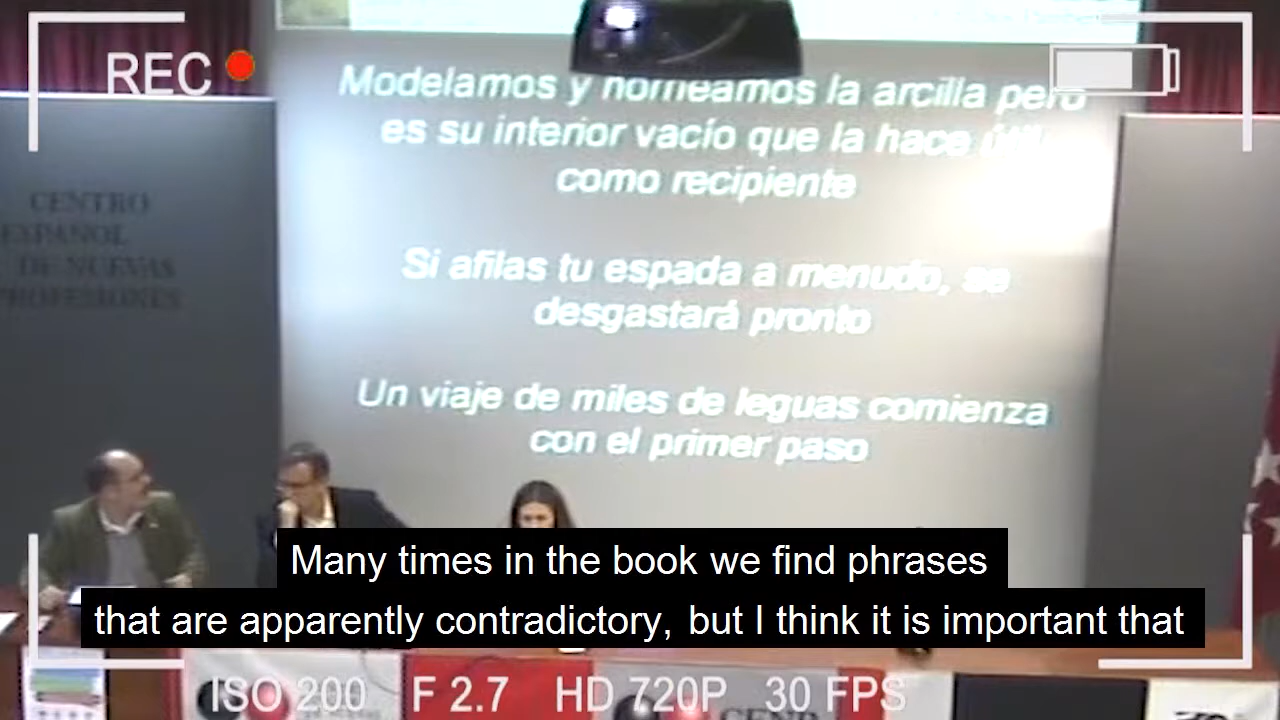 REC
Modelamos y horneamos la arcilla pero
es su interior vacío que la hace útil
como recipiente
Si afilas tu espada a menudo, se
desgastará pronto
Un viaje de miles de leguas comienza
con el primer paso
CENTRO
ESPAÑOL
DE NUEVAS
PROFESIONES
Many times in the book we find phrases
that are apparently contradictory, but I think it is important that
ISO 200 F 2.7 HD 720P 30 FPS
CENP